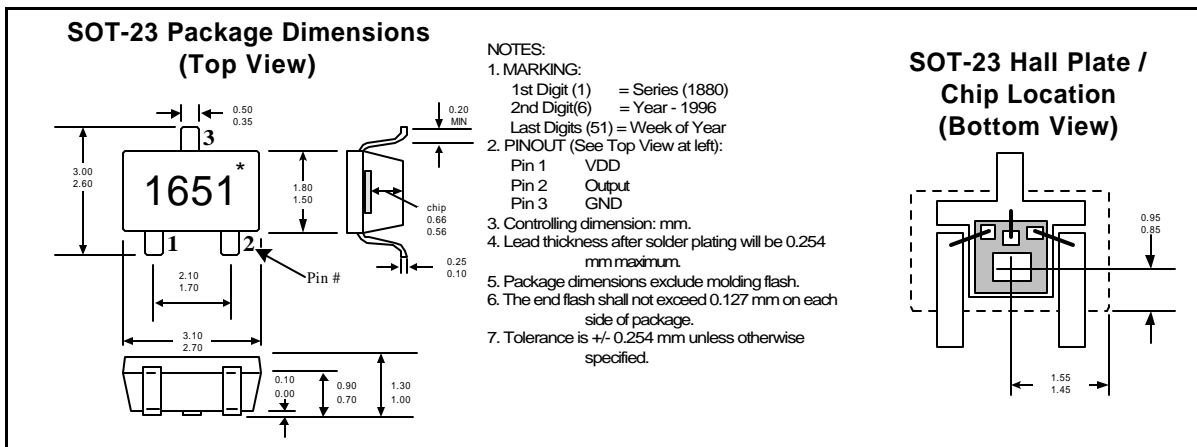 SOT-23 Package Dimensions
(Top View)
0.50
0.35
3
3.00
2.60
1651*
1
2
Pin #
2.10
1.70
3.10
2.70
1.80
1.50
0.20
MIN
chip
0.66
0.56
0.25
0.10
0.10
0.00
0.90
0.70
1.30
1.00
NOTES:
1. MARKING:
1st Digit (1) = Series (1880)
2nd Digit(6) = Year - 1996
Last Digits (51) = Week of Year
2. PINOUT (See Top View at left):
Pin 1 VDD
Pin 2 Output
Pin 3 GND
3. Controlling dimension: mm.
4. Lead thickness after solder plating will be 0.254
mm maximum.
5. Package dimensions exclude molding flash.
6. The end flash shall not exceed 0.127 mm on each
side of package.
7. Tolerance is +/- 0.254 mm unless otherwise
specified.
SOT-23 Hall Plate /
Chip Location
(Bottom View)
0.95
0.85
1.55
1.45